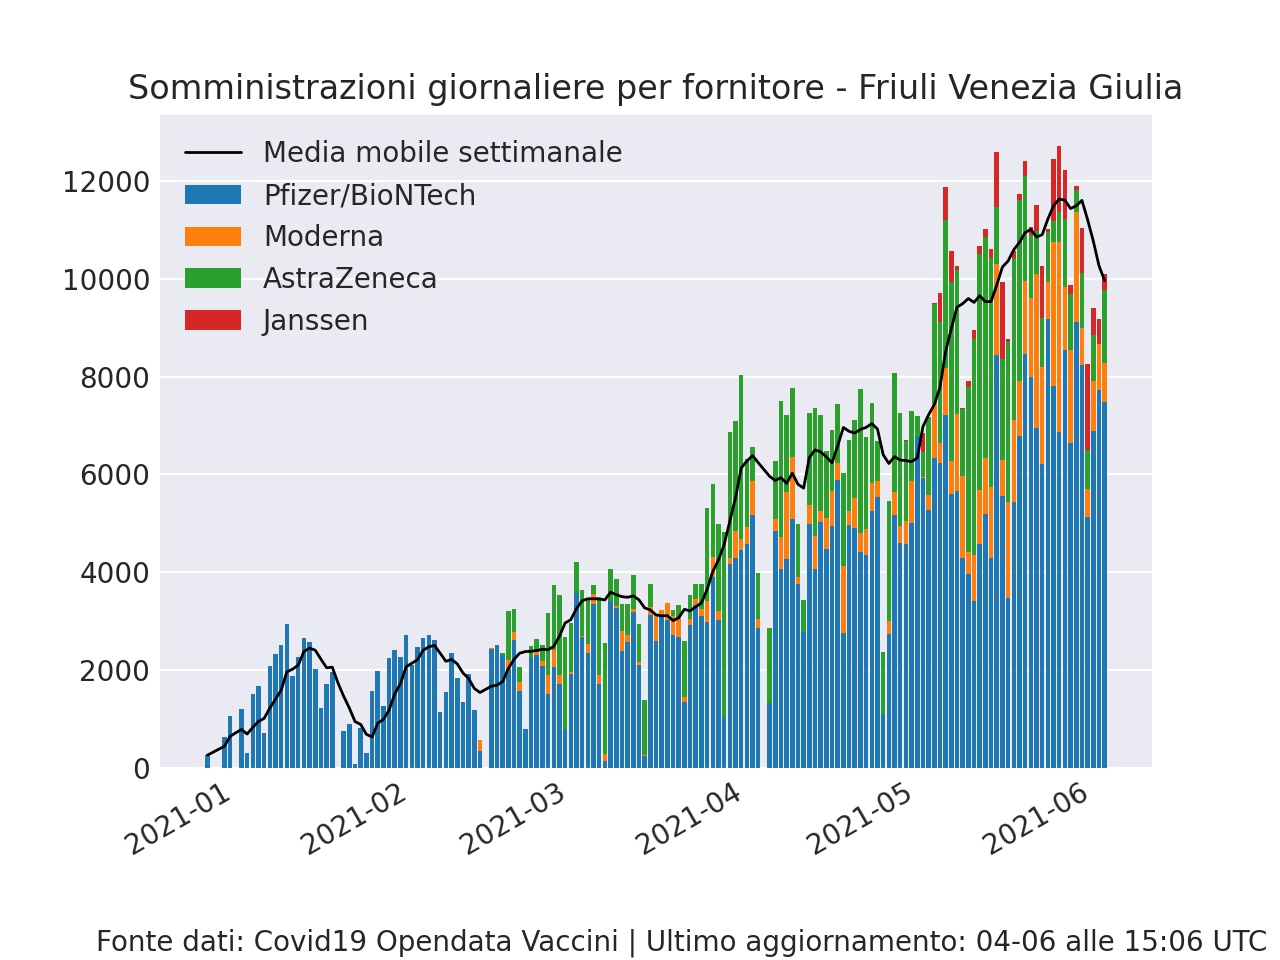 Somministrazioni giornaliere per fornitore - Friuli Venezia Giulia
Media mobile settimanale
Pfizer/BioNTech
Moderna
AstraZeneca
Janssen
12000
10000
8000
6000
4000
2000
0
2021-01
2021-02
2021-03
2021-04
2021-05
2021-06
Fonte dati: Covid19 Opendata Vaccini | Ultimo aggiornamento: 04-06 alle 15:06 UTC